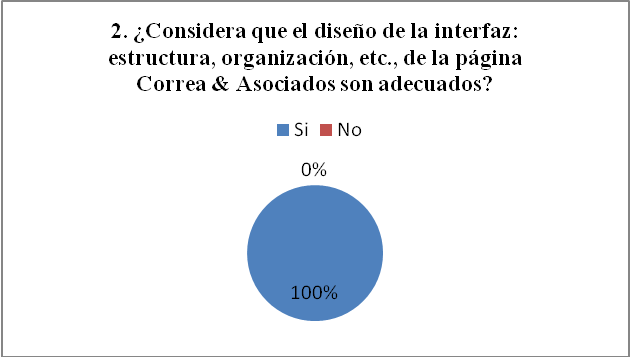 2. ¿Considera que el diseño de la interfaz:
estructura, organización, etc., de la página
Correa & Asociados son adecuados?
Si No
0%
100%